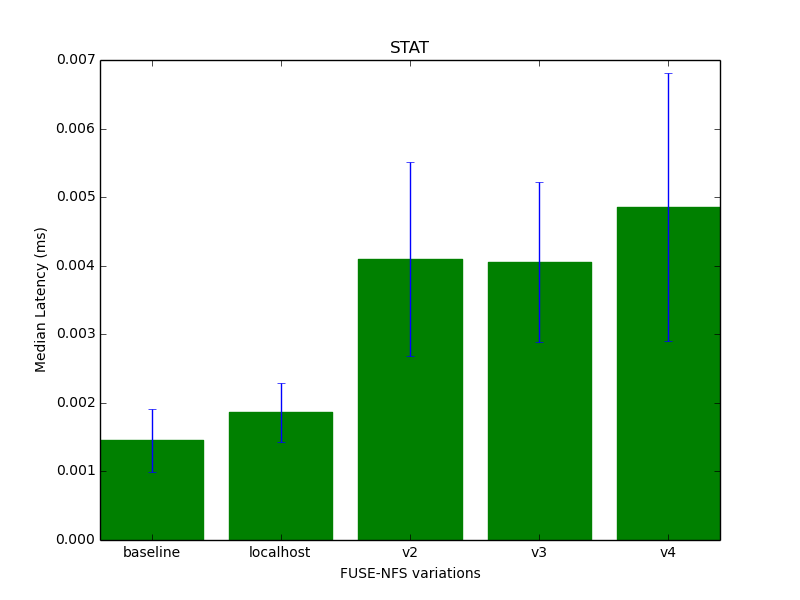 STAT
0.007
0.006
0.005
0.004
0.003
0.002
0.001
0.000
Median Latency (ms)
baseline localhost v2 v3 v4
FUSE-NFS variations